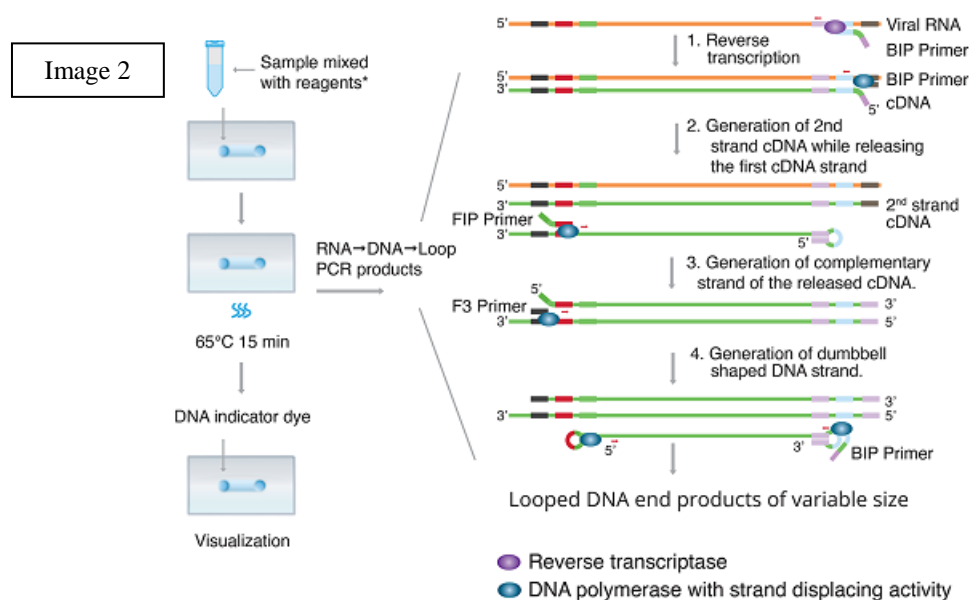 Image 2
Sample mixed
with reagents*
RNA→DNA→Loop
PCR products
65°C 15 min
DNA indicator dye
Visualization
5'
Viral RNA
BIP Primer
1. Reverse
transcription
5'
3'
BIP Primer
cDNA
5'
2. Generation of 2nd
strand cDNA while releasing
the first cDNA strand
5'
3'
2nd strand
cDNA
FIP Primer
3'
5'
3. Generation of complementary
strand of the released cDNA.
5'
F3 Primer
3'
3'
5'
4. Generation of dumbbell
shaped DNA strand.
3'
3'
5'
5'
3'
BIP Primer
Looped DNA end products of variable size
Reverse transcriptase
DNA polymerase with strand displacing activity